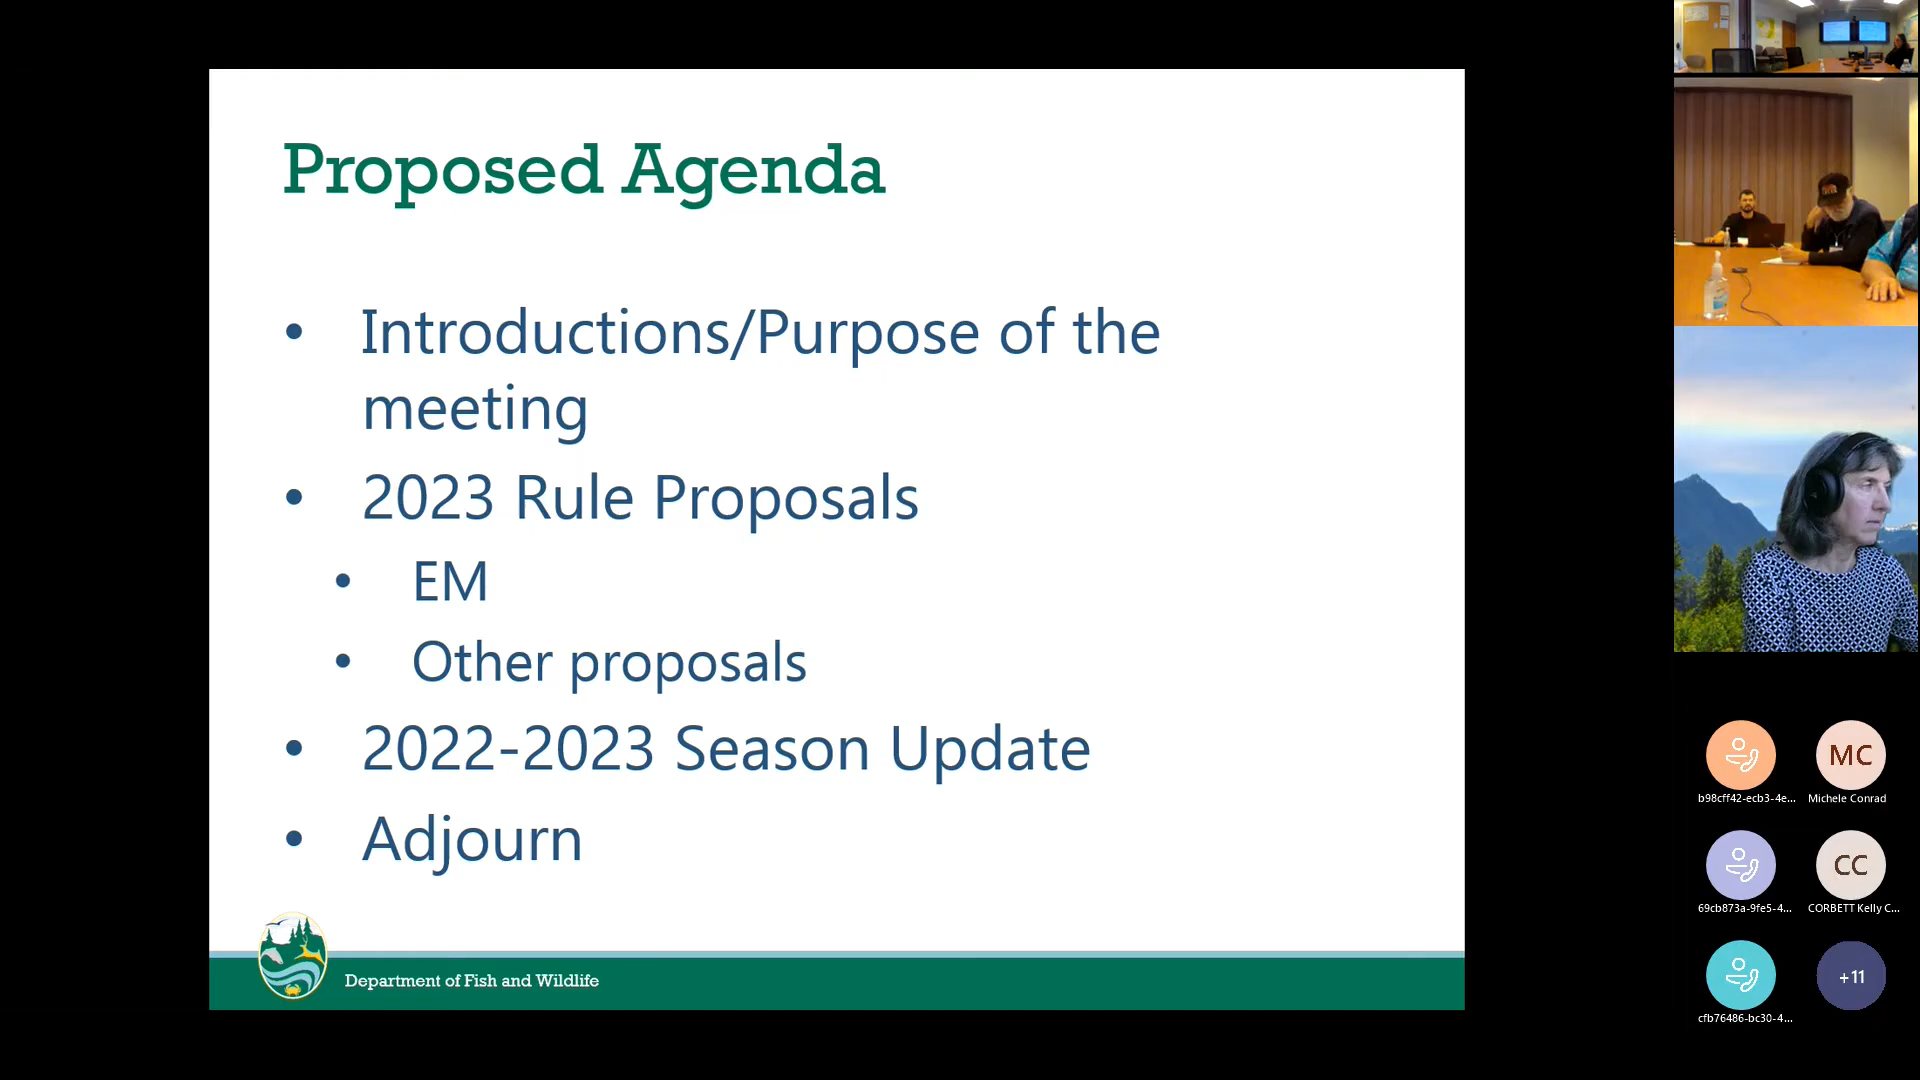 Proposed Agenda
• Introductions/Purpose of the
meeting
• 2023 Rule Proposals
• EM
• Other proposals
• 2022-2023 Season Update
• Adjourn
Department of Fish and Wildlife
MC
b98cff42-ecb3-4e...
Michele Conrad
CC
69cb873a-9fe5-4...
CORBETT Kelly C...
+11
cfb76486-bc30-4...